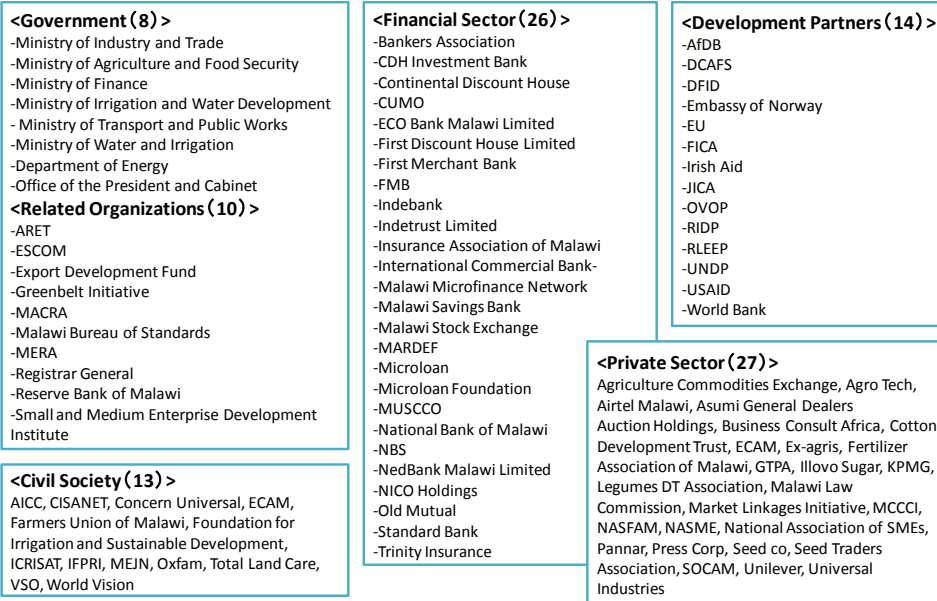 <Government(8)>
-Ministry of Industry and Trade
-Ministry of Agriculture and Food Security
-Ministry of Finance
-Ministry of Irrigation and Water Development
- Ministry of Transport and Public Works
-Ministry of Water and Irrigation
-Department of Energy
-Office of the President and Cabinet
<Related Organizations(10)>
-ARET
-ESCOM
-Export Development Fund
-Greenbelt Initiative
-MACRA
-Malawi Bureau of Standards
-MERA
-Registrar General
-Reserve Bank of Malawi
-Small and Medium Enterprise Development
Institute
<Civil Society(13)>
AICC, CISANET, Concern Universal, ECAM,
Farmers Union of Malawi, Foundation for
Irrigation and Sustainable Development,
ICRISAT, IFPRI, MEJN, Oxfam, Total Land Care,
VSO, World Vision
<Financial Sector(26)>
-Bankers Association
-CDH Investment Bank
-Continental Discount House
-CUMO
-ECO Bank Malawi Limited
-First Discount House Limited
-First Merchant Bank
-FMB
-Indebank
-Indetrust Limited
-Insurance Association of Malawi
-International Commercial Bank-
-Malawi Microfinance Network
-Malawi Savings Bank
-Malawi Stock Exchange
-MARDEF
-Microloan
-Microloan Foundation
-MUSCCO
-National Bank of Malawi
-NBS
-NedBank Malawi Limited
-NICO Holdings
-Old Mutual
-Standard Bank
-Trinity Insurance
<Development Partners(14)>
-AfDB
-DCAFS
-DFID
-Embassy of Norway
-EU
-FICA
-Irish Aid
-JICA
-OVOP
-RIDP
-RLEEP
-UNDP
-USAID
-World Bank
<Private Sector(27)>
Agriculture Commodities Exchange, Agro Tech,
Airtel Malawi, Asumi General Dealers
Auction Holdings, Business Consult Africa, Cotton
Development Trust, ECAM, Ex-agris, Fertilizer
Association of Malawi, GTPA, Illovo Sugar, KPMG,
Legumes DT Association, Malawi Law
Commission, Market Linkages Initiative, MCCCI,
NASFAM, NASME, National Association of SMEs,
Pannar, Press Corp, Seed co, Seed Traders
Association, SOCAM, Unilever, Universal
Industries